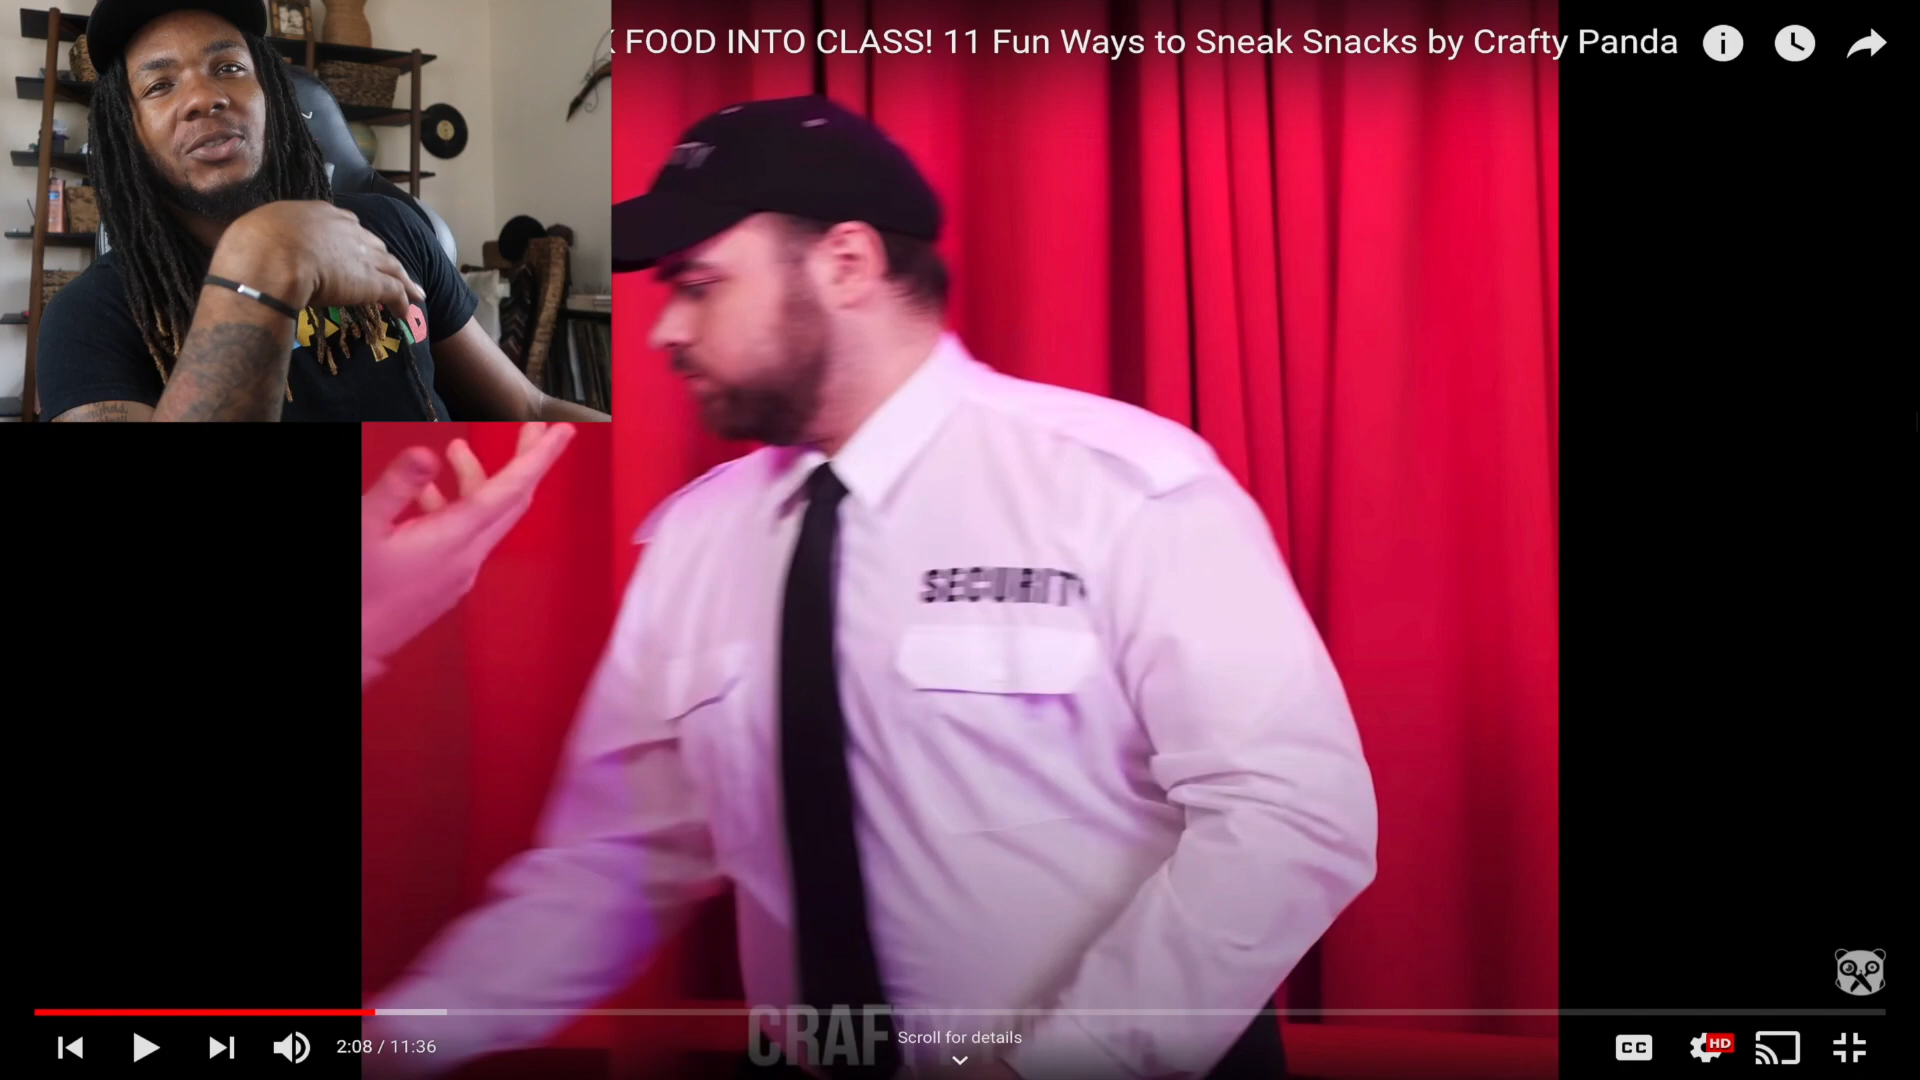 FOOD INTO CLASS! 11 Fun Ways to Sneak Snacks by Crafty Panda
SECURITY
CRAFTY
Scroll for details
2:08 / 11:36
CC
HD